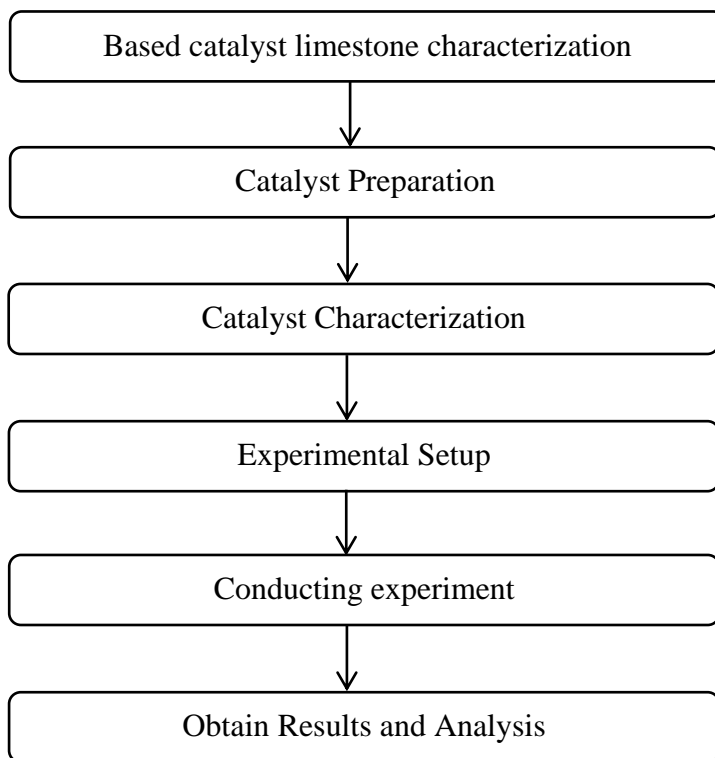 Based catalyst limestone characterization
Catalyst Preparation
Catalyst Characterization
Experimental Setup
Conducting experiment
Obtain Results and Analysis